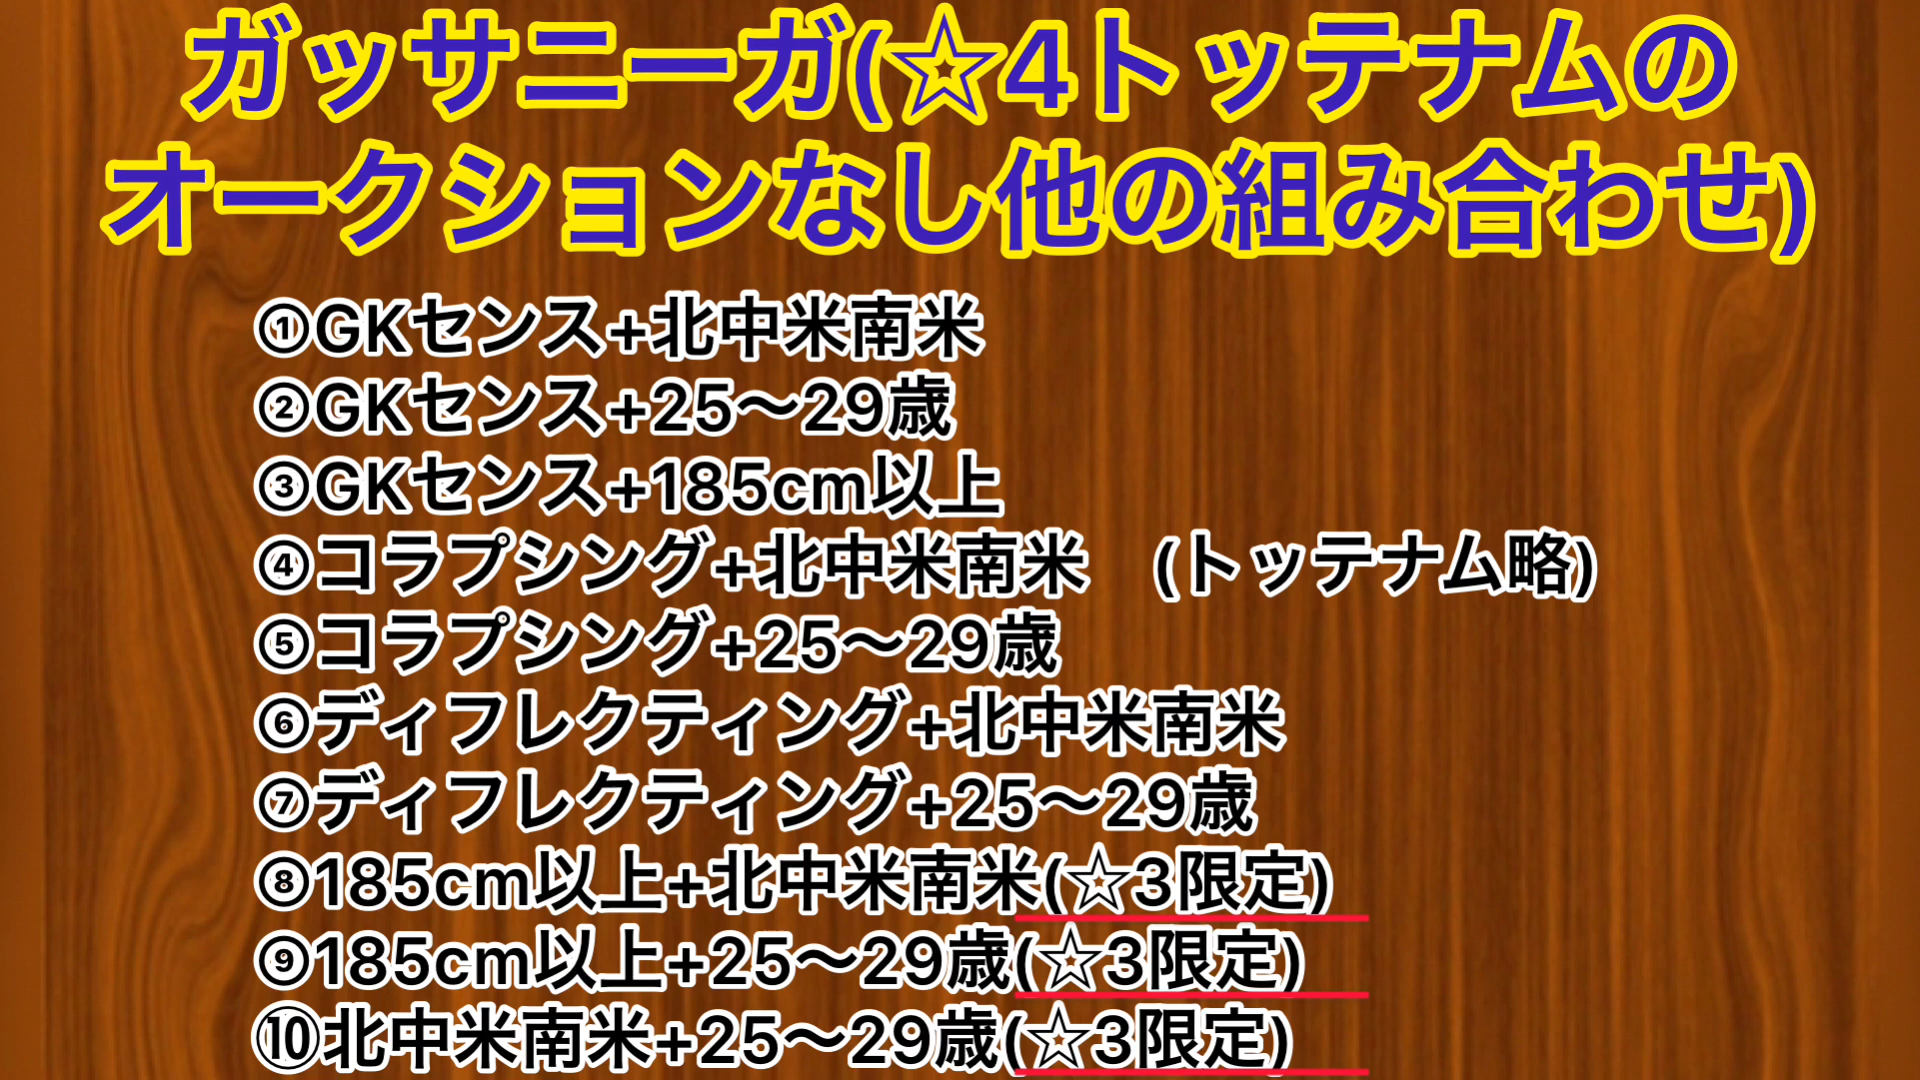 ガッサニーガ(☆4トッテナムの
オークションなし他の組み合わせ)
①GKセンス+北中米南米
②GKセンス+25〜29歳
③GKセンス+185cm以上
④コラプシング+北中米南米　(トッテナム略)
⑤コラプシング+25〜29歳
⑥ディフレクティング+北中米南米
⑦ディフレクティング+25〜29歳
⑧185cm以上+北中米南米(☆3限定)
⑨185cm以上+25〜29歳(☆3限定)
⑩北中米南米+25〜29歳(☆3限定)